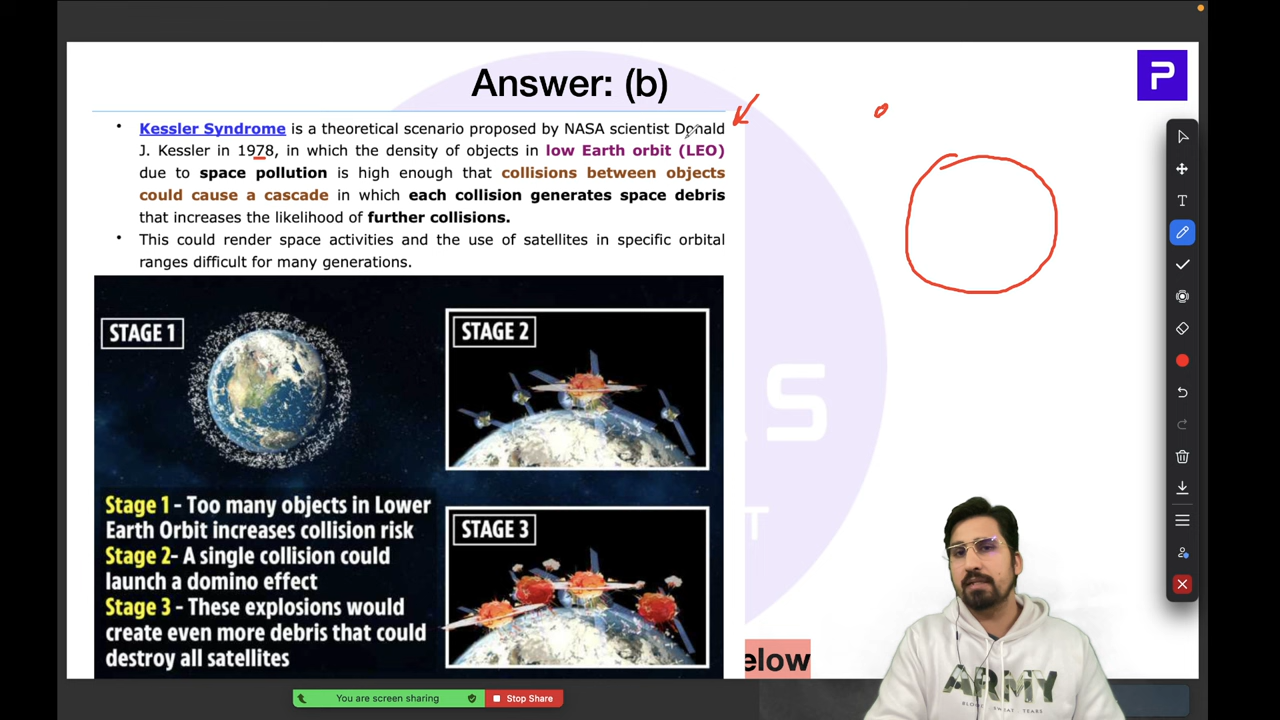 Answer: (b)
P
• Kessler Syndrome is a theoretical scenario proposed by NASA scientist Donald
J. Kessler in 1978, in which the density of objects in low Earth orbit (LEO)
due to space pollution is high enough that collisions between objects
could cause a cascade in which each collision generates space debris
that increases the likelihood of further collisions.
• This could render space activities and the use of satellites in specific orbital
ranges difficult for many generations.
STAGE 1
STAGE 2
Stage 1 - Too many objects in Lower
Earth Orbit increases collision risk
Stage 2- A single collision could
launch a domino effect
Stage 3 - These explosions would
create even more debris that could
destroy all satellites
STAGE 3
S
T
elow
T
ARMY
You are screen sharing
Stop Share